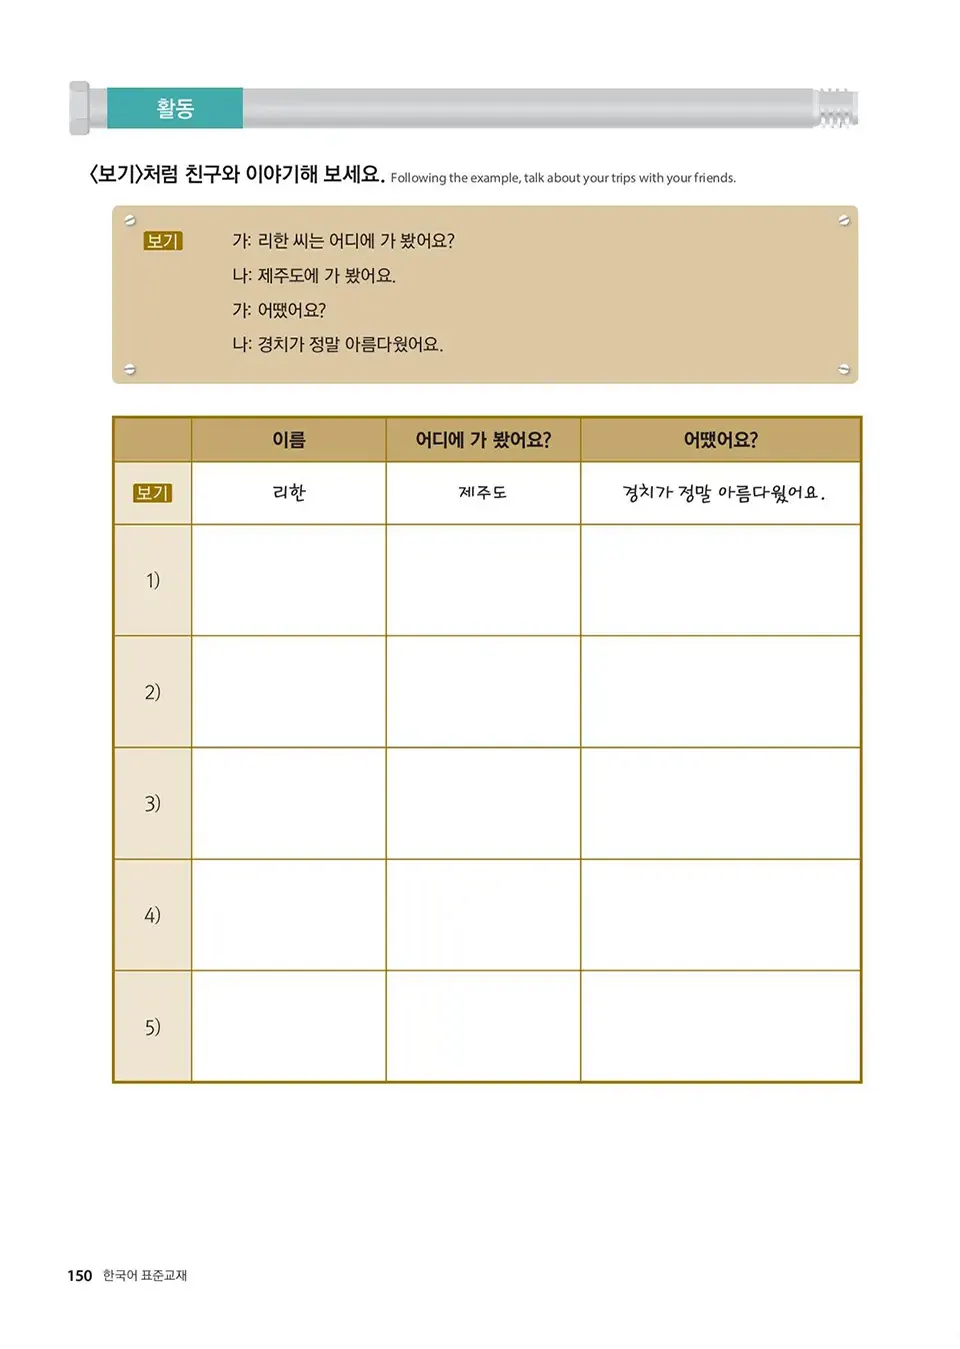 활동
<보기>처럼 친구와 이야기해 보세요. Following the example, talk about your trips with your friends.
보기 가: 리한 씨는 어디에 가 봤어요?
나: 제주도에 가 봤어요.
가: 어땠어요?
나: 경치가 정말 아름다웠어요.
이름 어디에 가 봤어요? 어땠어요?
보기 리한 제주도 경치가 정말 아름다웠어요.
1)
2)
3)
4)
5)
150 한국어 표준교재